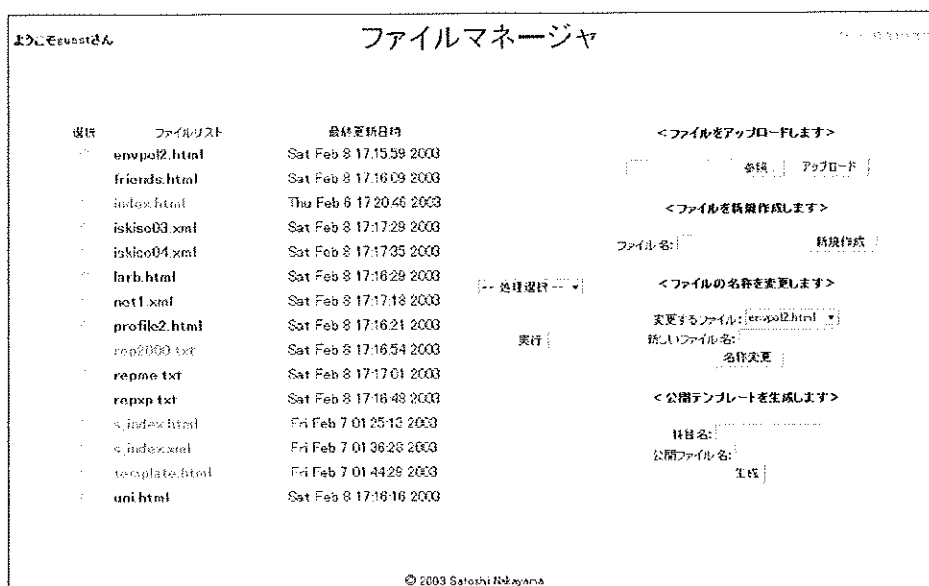 ようこそguestさん
ファイルマネージャ
選択 ファイルリスト 最終更新日時
envpol2.html Sat Feb 8 17:15:59 2003
friends.html Sat Feb 8 17:16:09 2003
index.html Thu Feb 6 17:20:46 2003
iskiso03.xml Sat Feb 8 17:17:29 2003
iskiso04.xml Sat Feb 8 17:17:35 2003
larb.html Sat Feb 8 17:16:29 2003
net1.xml Sat Feb 8 17:17:18 2003
profile2.html Sat Feb 8 17:16:21 2003
rep2000.txt Sat Feb 8 17:16:54 2003
repme.txt Sat Feb 8 17:17:01 2003
repxp.txt Sat Feb 8 17:16:48 2003
s_index.html Fri Feb 7 01:25:13 2003
s_index.xml Fri Feb 7 01:36:28 2003
template.html Fri Feb 7 01:44:29 2003
uni.html Sat Feb 8 17:16:16 2003
-- 処理選択 --
実行
<ファイルをアップロードします>
参照... アップロード
<ファイルを新規作成します>
ファイル名: 新規作成
<ファイルの名称を変更します>
変更するファイル: envpol2.html
新しいファイル名:
名称変更
<公開テンプレートを生成します>
科目名:
公開ファイル名:
生成
© 2003 Satoshi Nakayama